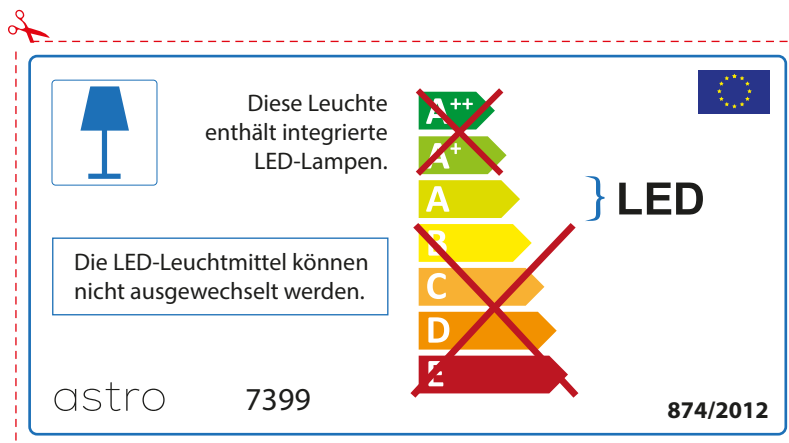 Diese Leuchte
enthält integrierte
LED-Lampen.
Die LED-Leuchtmittel können
nicht ausgewechselt werden.
A++
A+
A
B
C
D
E
LED
astro
7399
874/2012